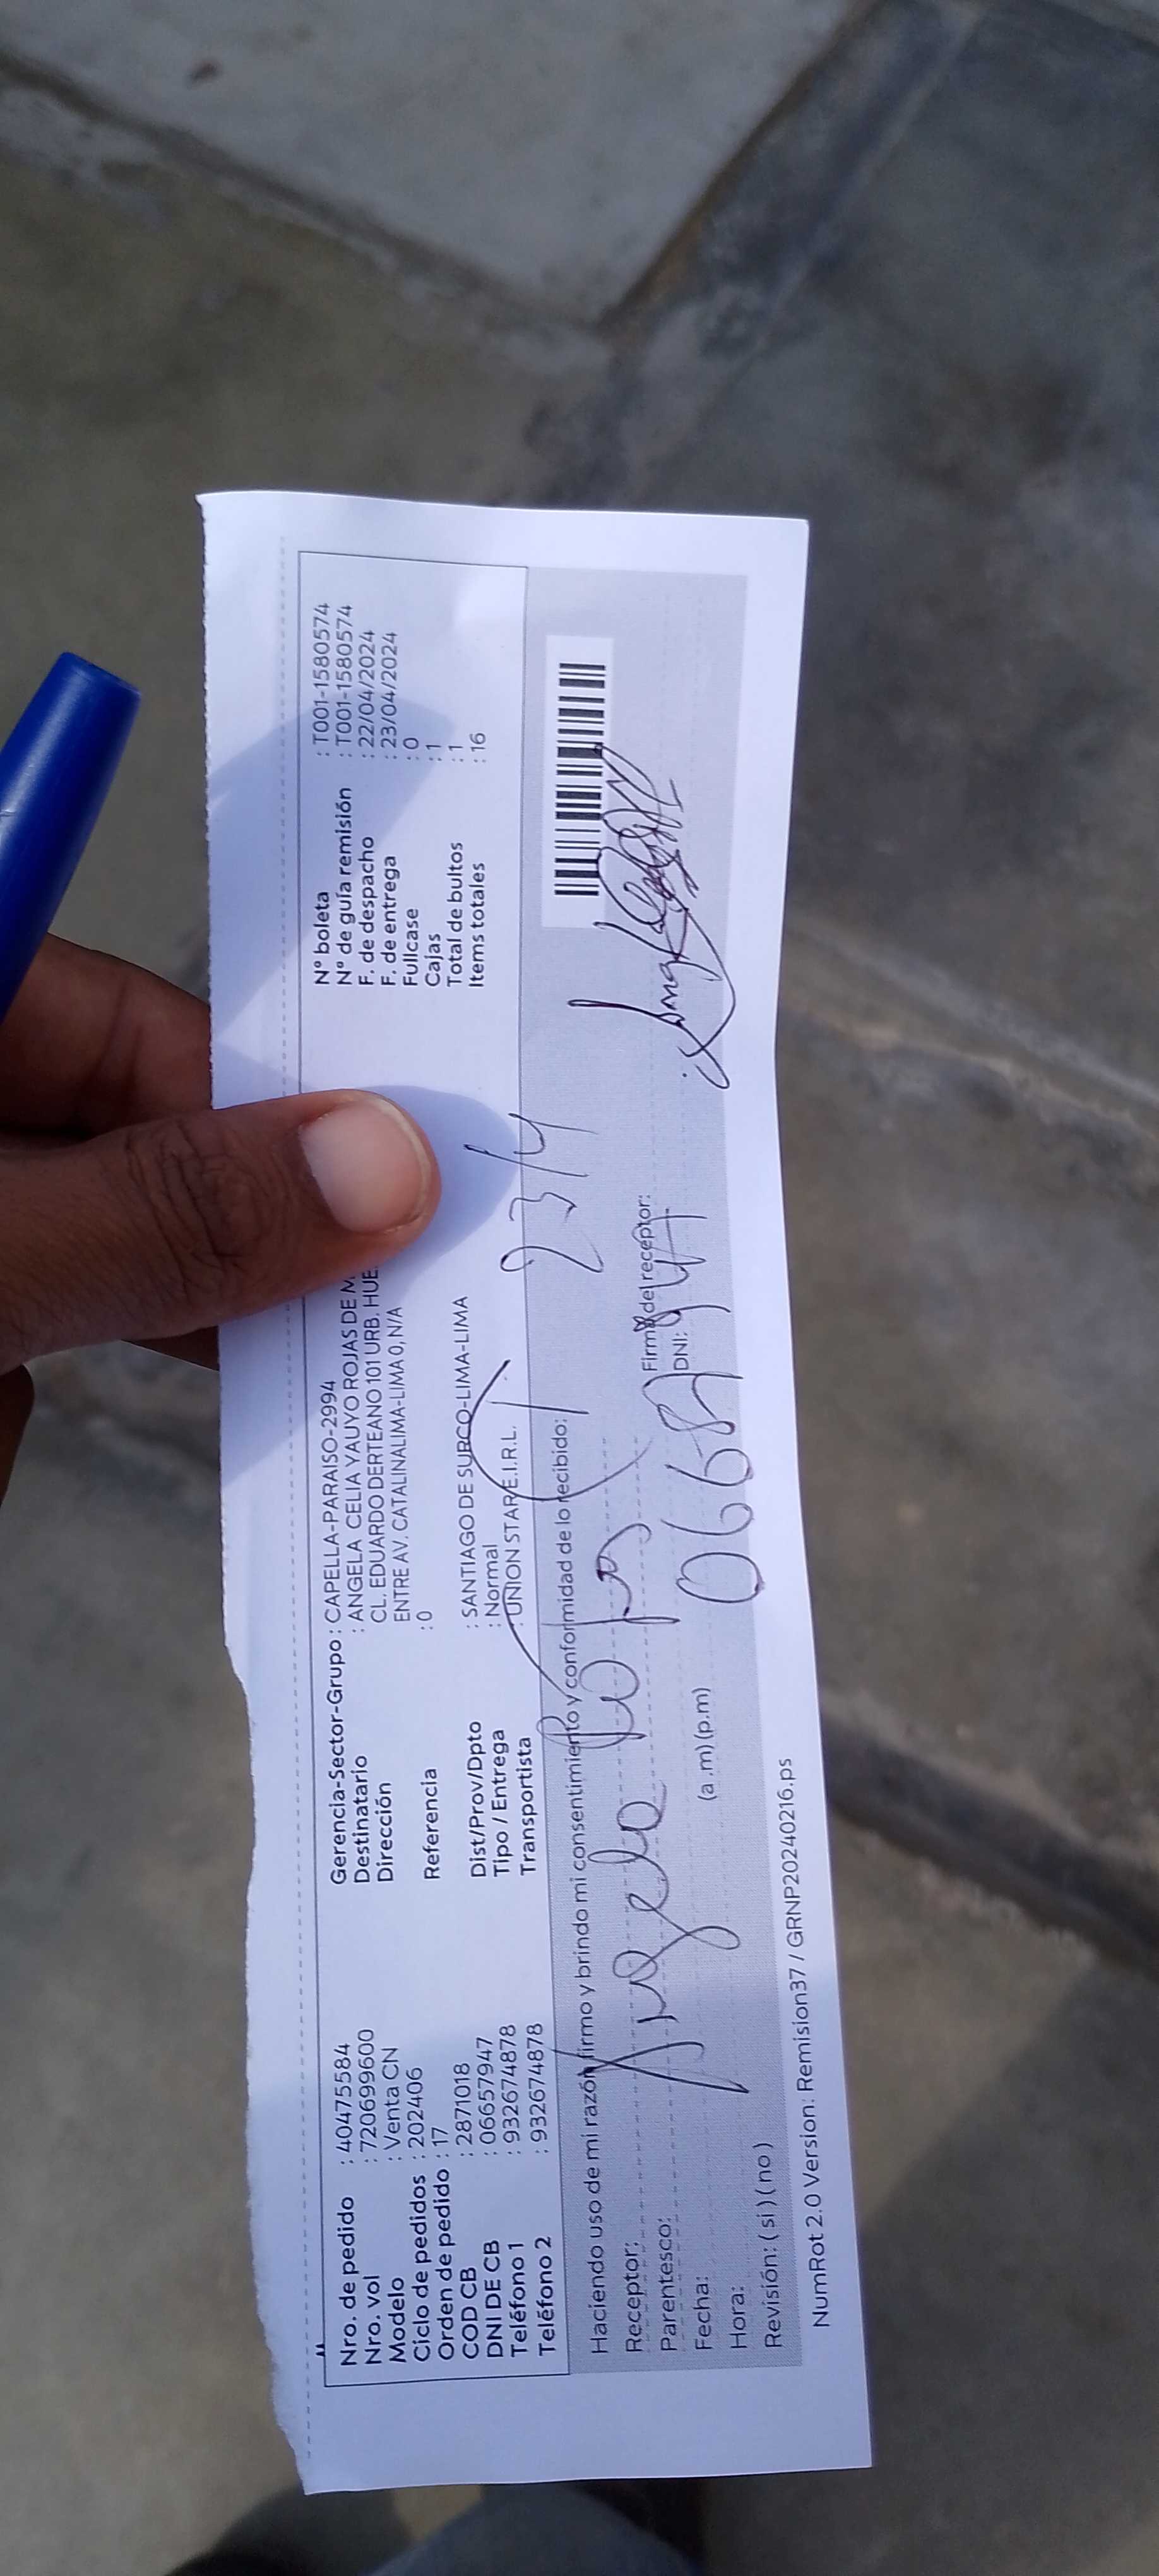 Nro. de pedido : 40475584
Nro. vol : 720699600
Modelo : Venta CN
Ciclo de pedidos : 202406
Orden de pedido : 17
COD CB : 2871018
DNI DE CB : 06657947
Teléfono 1 : 932674878
Teléfono 2 : 932674878
Gerencia-Sector-Grupo : CAPELLA-PARAISO-2994
Destinatario : ANGELA CELIA YAUYO ROJAS DE M
Dirección CL. EDUARDO DERTEANO 101 URB. HUE
ENTRE AV. CATALINALIMA-LIMA 0, N/A
Referencia : 0
Dist/Prov/Dpto : SANTIAGO DE SURCO-LIMA-LIMA
Tipo / Entrega : Normal
Transportista : UNION STAR E.I.R.L.
N° boleta : T001-1580574
N° de guía remisión : T001-1580574
F. de despacho : 22/04/2024
F. de entrega : 23/04/2024
Fullcase : 0
Cajas : 1
Total de bultos : 1
Items totales : 16
Haciendo uso de mi razón firmo y brindo mi consentimiento y conformidad de lo recibido:
23/4
Receptor:
Parentesco:
Fecha:
Hora: (a .m) (p.m)
Revisión: ( si ) ( no )
Firma del receptor:
DNI:
NumRot 2.0 Version: Remision37 / GRNP20240216.ps